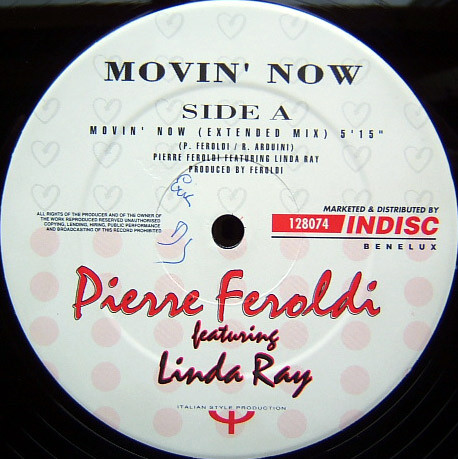 MOVIN' NOW
SIDE A
MOVIN' NOW (EXTENDED MIX) 5'15"
(P. FEROLDI / R. ARDUINI)
PIERRE FEROLDI FEATURING LINDA RAY
PRODUCED BY FEROLDI
ALL RIGHTS OF THE PRODUCER AND OF THE OWNER OF
THE WORK REPRODUCED RESERVED UNAUTHORISED
COPYING, LENDING, HIRING, PUBLIC PERFORMANCE
AND BROADCASTING OF THIS RECORD PROHIBITED
MARKETED & DISTRIBUTED BY
128074 INDISC
BENELUX
Pierre Feroldi
featuring
Linda Ray
ITALIAN STYLE PRODUCTION